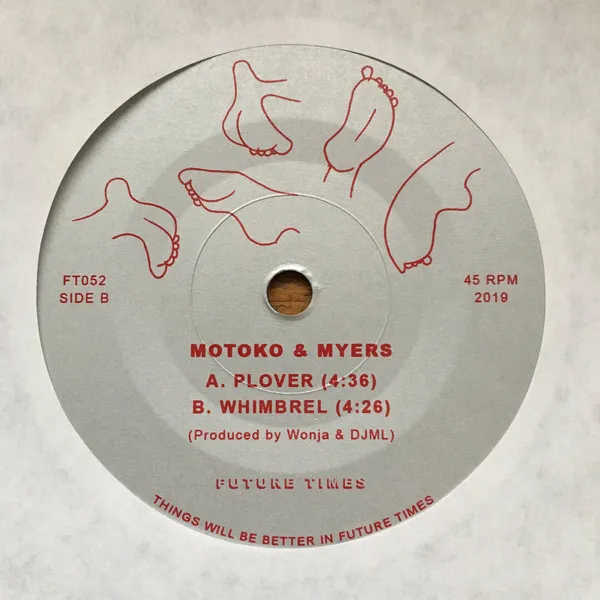 FT052
SIDE B
45 RPM
2019
MOTOKO & MYERS
A. PLOVER (4:36)
B. WHIMBREL (4:26)
(Produced by Wonja & DJML)
FUTURE TIMES
THINGS WILL BE BETTER IN FUTURE TIMES